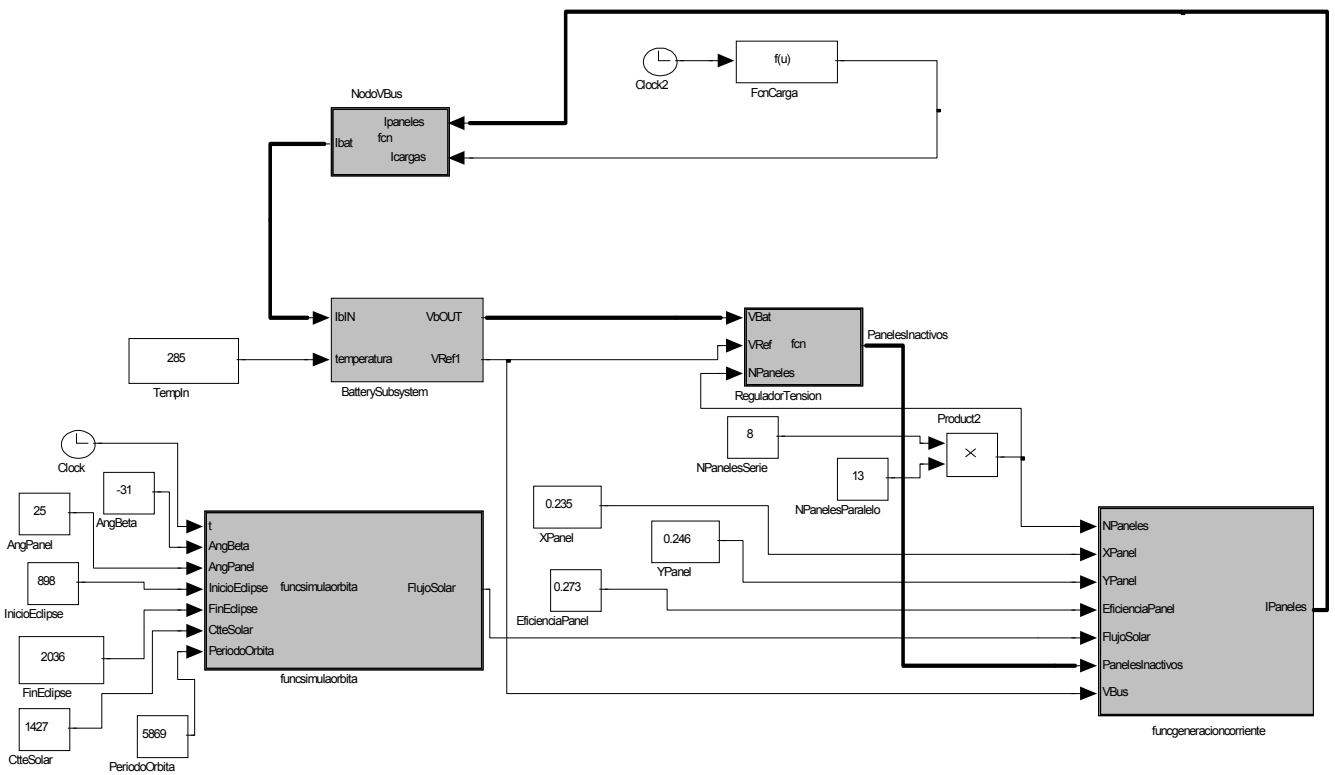 f(u)
Clock2
FcnCarga
NodoVBus
Ipaneles
Ibat
fcn
Icargas
IbIN
VbOUT
temperatura
VRef1
BatterySubsystem
285
TempIn
VBat
VRef
fcn
NPaneles
PanelesInactivos
ReguladorTension
Product2
8
NPanelesSerie
13
NPanelesParalelo
×
Clock
-31
AngBeta
25
AngPanel
898
InicioEclipse
2036
FinEclipse
1427
CtteSolar
5869
PeriodoOrbita
t
AngBeta
AngPanel
InicioEclipse
funcsimulaorbita
FlujoSolar
FinEclipse
CtteSolar
PeriodoOrbita
funcsimulaorbita
0.235
XPanel
0.246
YPanel
0.273
EficienciaPanel
NPaneles
XPanel
YPanel
EficienciaPanel
IPaneles
FlujoSolar
PanelesInactivos
VBus
funcgeneracioncorriente